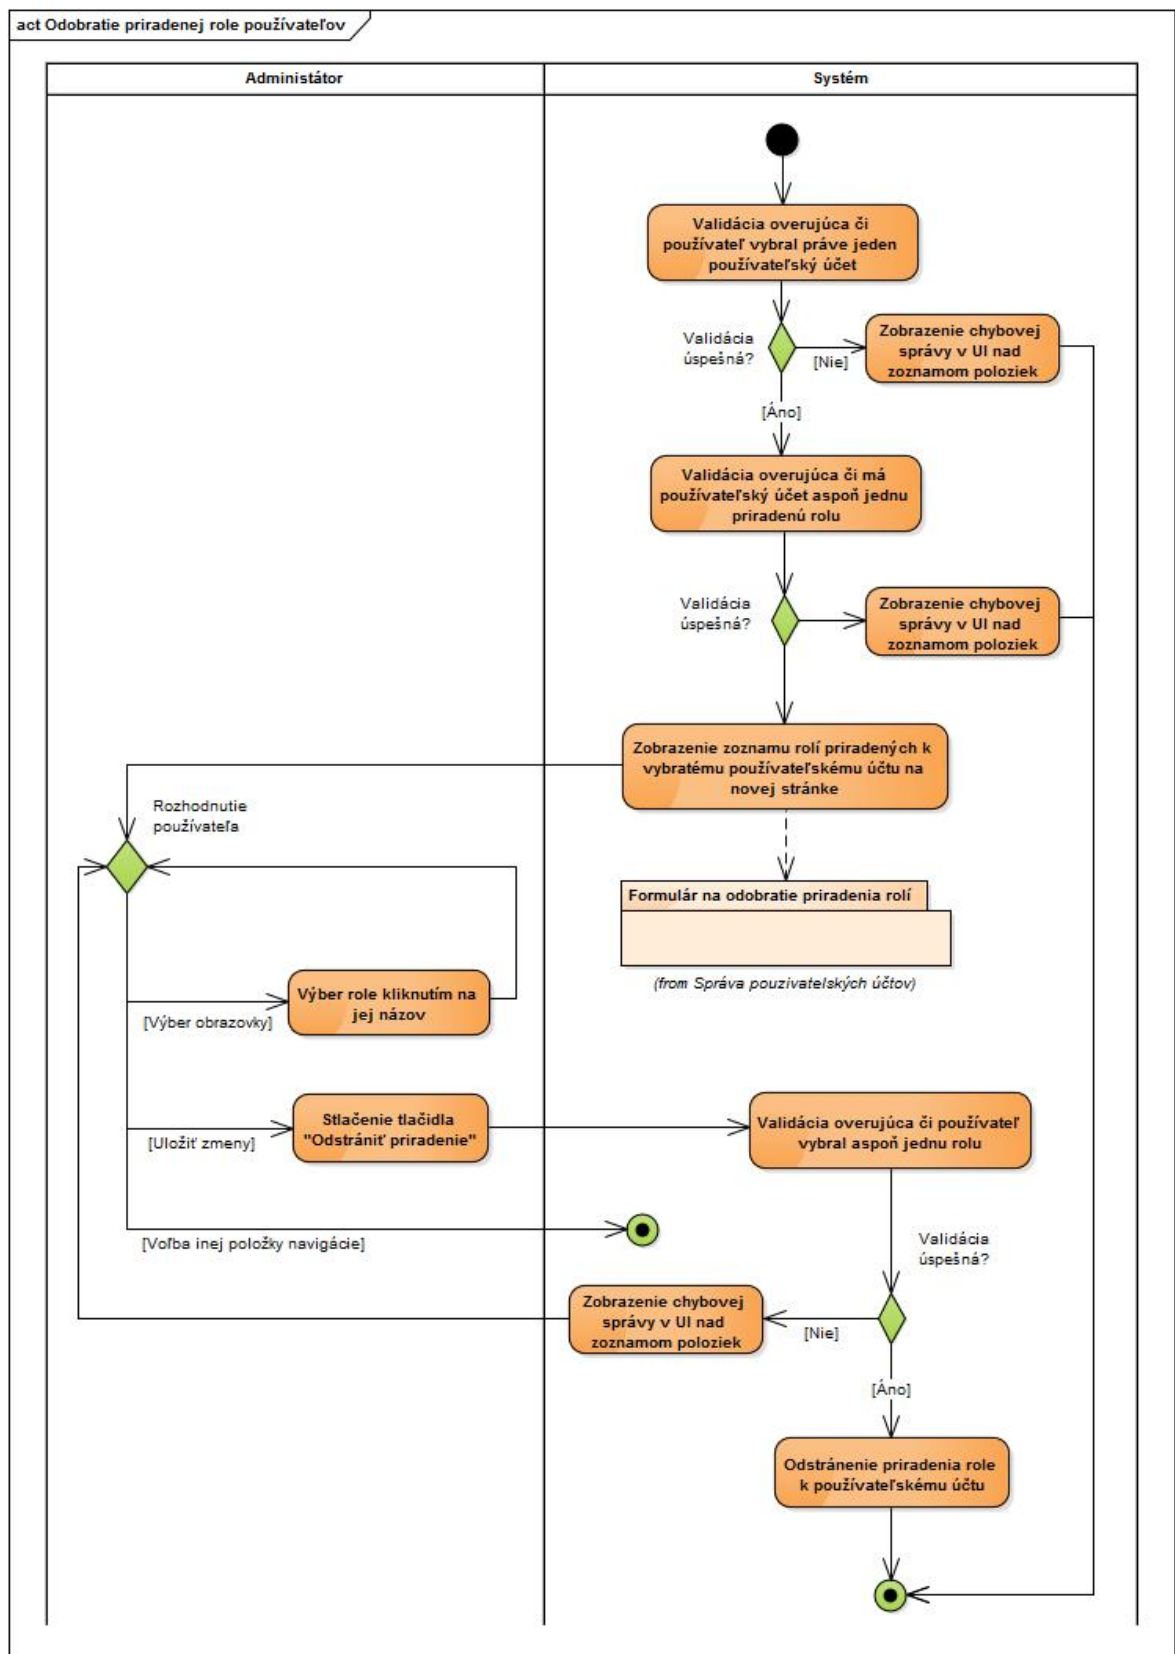 act Odobratie priradenej role používateľov
Administátor
Systém
Validácia overujúca či
používateľ vybral práve jeden
používateľský účet
Validácia
úspešná?
[Nie]
Zobrazenie chybovej
správy v UI nad
zoznamom poloziek
[Áno]
Validácia overujúca či má
používateľský účet aspoň jednu
priradenú rolu
Validácia
úspešná?
Zobrazenie chybovej
správy v UI nad
zoznamom poloziek
Zobrazenie zoznamu rolí priradených k
vybratému používateľskému účtu na
novej stránke
Rozhodnutie
používateľa
Formulár na odobratie priradenia rolí
(from Správa pouzivatelských účtov)
Výber role kliknutím na
jej názov
[Výber obrazovky]
Stlačenie tlačidla
"Odstrániť priradenie"
[Uložiť zmeny]
Validácia overujúca či používateľ
vybral aspoň jednu rolu
[Voľba inej položky navigácie]
Validácia
úspešná?
Zobrazenie chybovej
správy v UI nad
zoznamom poloziek
[Nie]
[Áno]
Odstránenie priradenia role
k používateľskému účtu